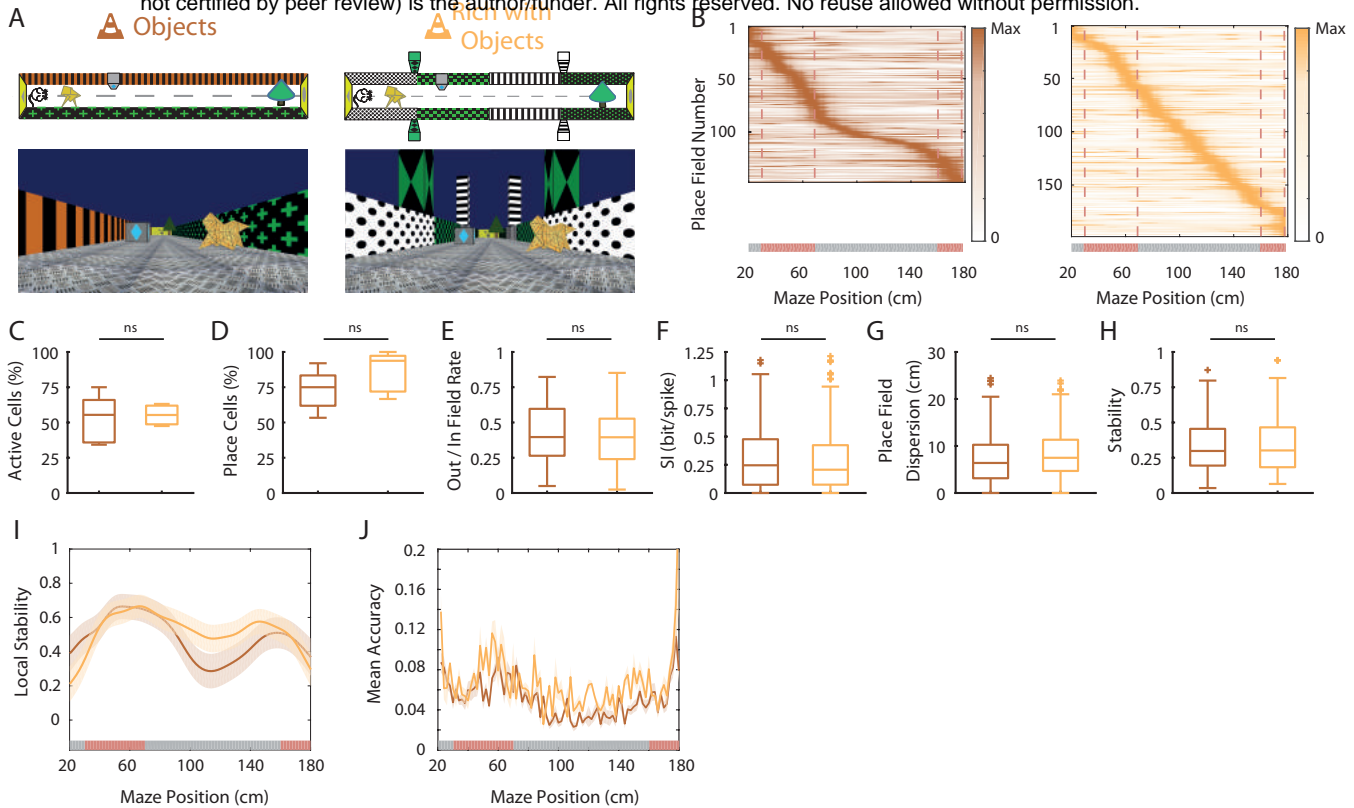 not certified by peer review) is the author/funder. All rights reserved. No reuse allowed without permission.
A
Objects
Rich with
Objects
B
Place Field Number
1
50
100
Max
0
20
60
100
140
180
Maze Position (cm)
1
50
100
150
Max
0
20
60
100
140
180
Maze Position (cm)
C
ns
Active Cells (%)
100
75
50
25
0
D
ns
Place Cells (%)
100
75
50
25
0
E
ns
Out / In Field Rate
1
0.75
0.5
0.25
0
F
ns
SI (bit/spike)
1.25
1
0.75
0.5
0.25
0
G
ns
Place Field
Dispersion (cm)
30
20
10
0
H
ns
Stability
1
0.75
0.5
0.25
0
I
Local Stability
1
0.8
0.6
0.4
0.2
0
20
60
100
140
180
Maze Position (cm)
J
Mean Accuracy
0.2
0.16
0.12
0.08
0.04
0
20
60
100
140
180
Maze Position (cm)